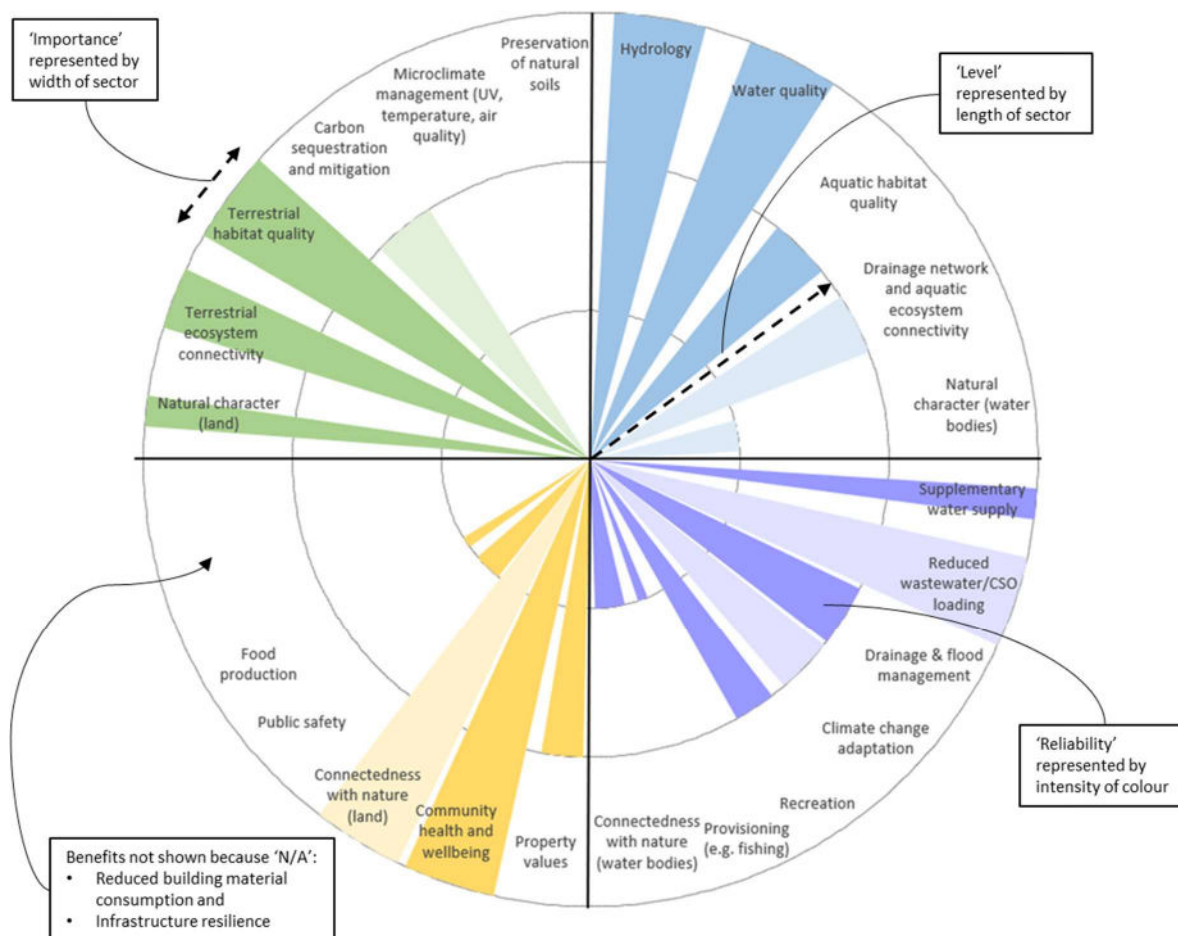 ‘Importance’
represented by
width of sector
Preservation
of natural
soils
Microclimate
management (UV,
temperature, air
quality)
Carbon
sequestration
and mitigation
Terrestrial
habitat quality
Terrestrial
ecosystem
connectivity
Natural character
(land)
Hydrology
Water quality
‘Level’
represented by
length of sector
Aquatic habitat
quality
Drainage network
and aquatic
ecosystem
connectivity
Natural
character (water
bodies)
Supplementary
water supply
Reduced
wastewater/CSO
loading
Drainage & flood
management
Climate change
adaptation
Recreation
Provisioning
(e.g. fishing)
Connectedness
with nature
(water bodies)
‘Reliability’
represented by
intensity of colour
Property
values
Community
health and
wellbeing
Connectedness
with nature
(land)
Public safety
Food
production
Benefits not shown because ‘N/A’:
• Reduced building material
consumption and
• Infrastructure resilience